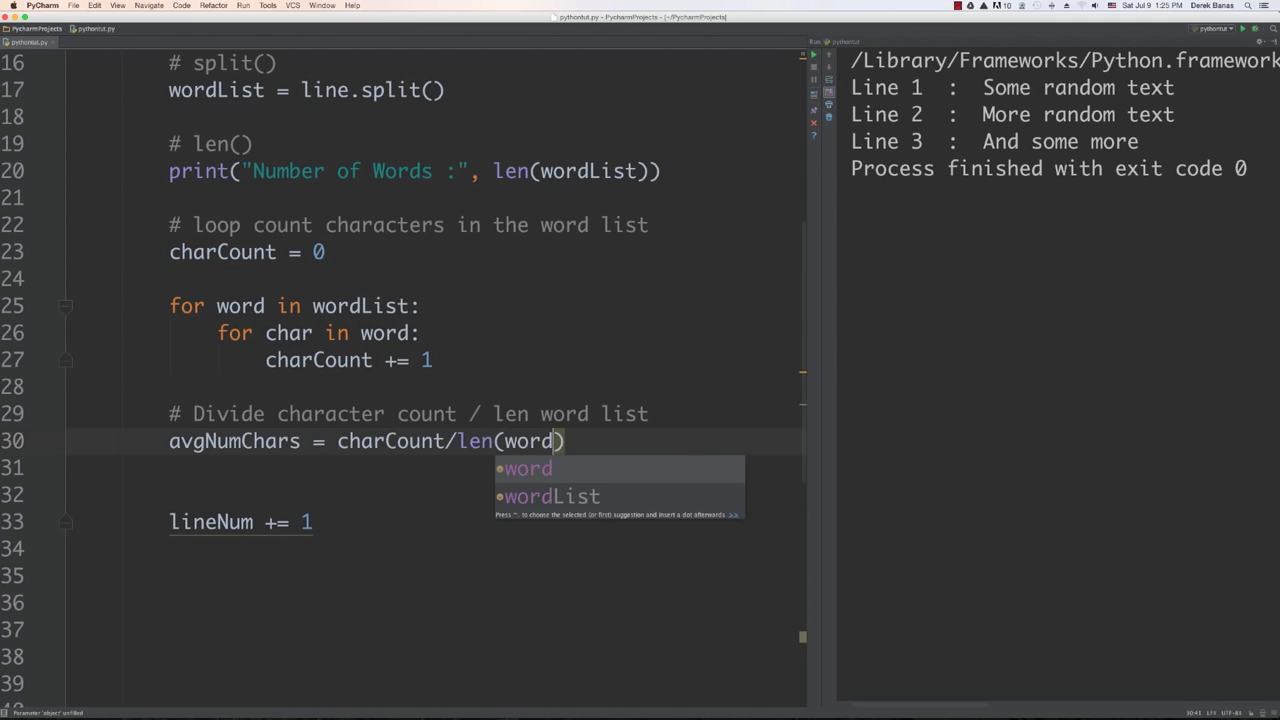 PyCharm File Edit View Navigate Code Refactor Run Tools VCS Window Help 10 Sat Jul 9 1:25 PM Derek Banas
pythontut.py - PycharmProjects - [~/PycharmProjects]
PycharmProjects pythontut.py pythontut
pythontut.py
Run pythontut
16 # split()
17 wordList = line.split()
18
19 # len()
20 print("Number of Words :", len(wordList))
21
22 # loop count characters in the word list
23 charCount = 0
24
25 for word in wordList:
26 for char in word:
27 charCount += 1
28
29 # Divide character count / len word list
30 avgNumChars = charCount/len(word)
word
wordList
Press ^. to choose the selected (or first) suggestion and insert a dot afterwards >>
31
32
33 lineNum += 1
34
35
36
37
38
39
40
/Library/Frameworks/Python.framework
Line 1 : Some random text
Line 2 : More random text
Line 3 : And some more
Process finished with exit code 0
Parameter 'object' unfilled
30:41 LF÷ UTF-8÷